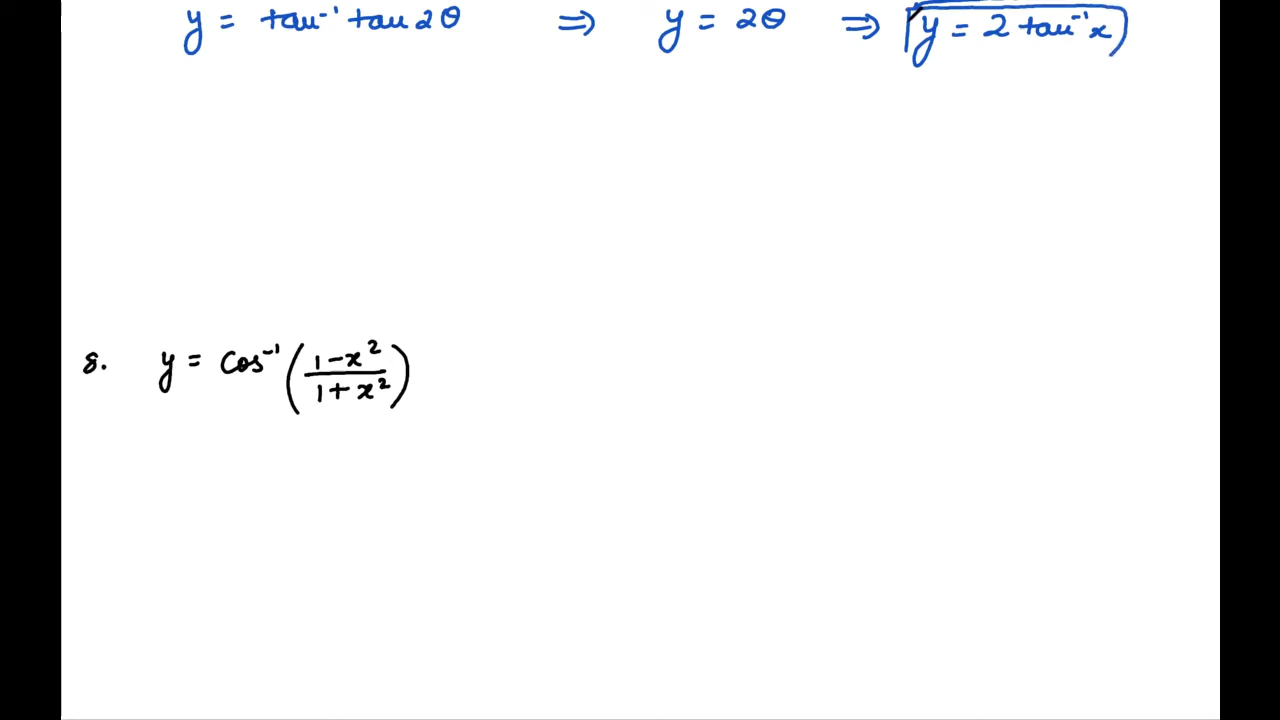 y = tan⁻¹ tan 2θ ⇒ y = 2θ ⇒ y = 2 tan⁻¹x
8. y = cos⁻¹ ( (1-x²)/(1+x²) )